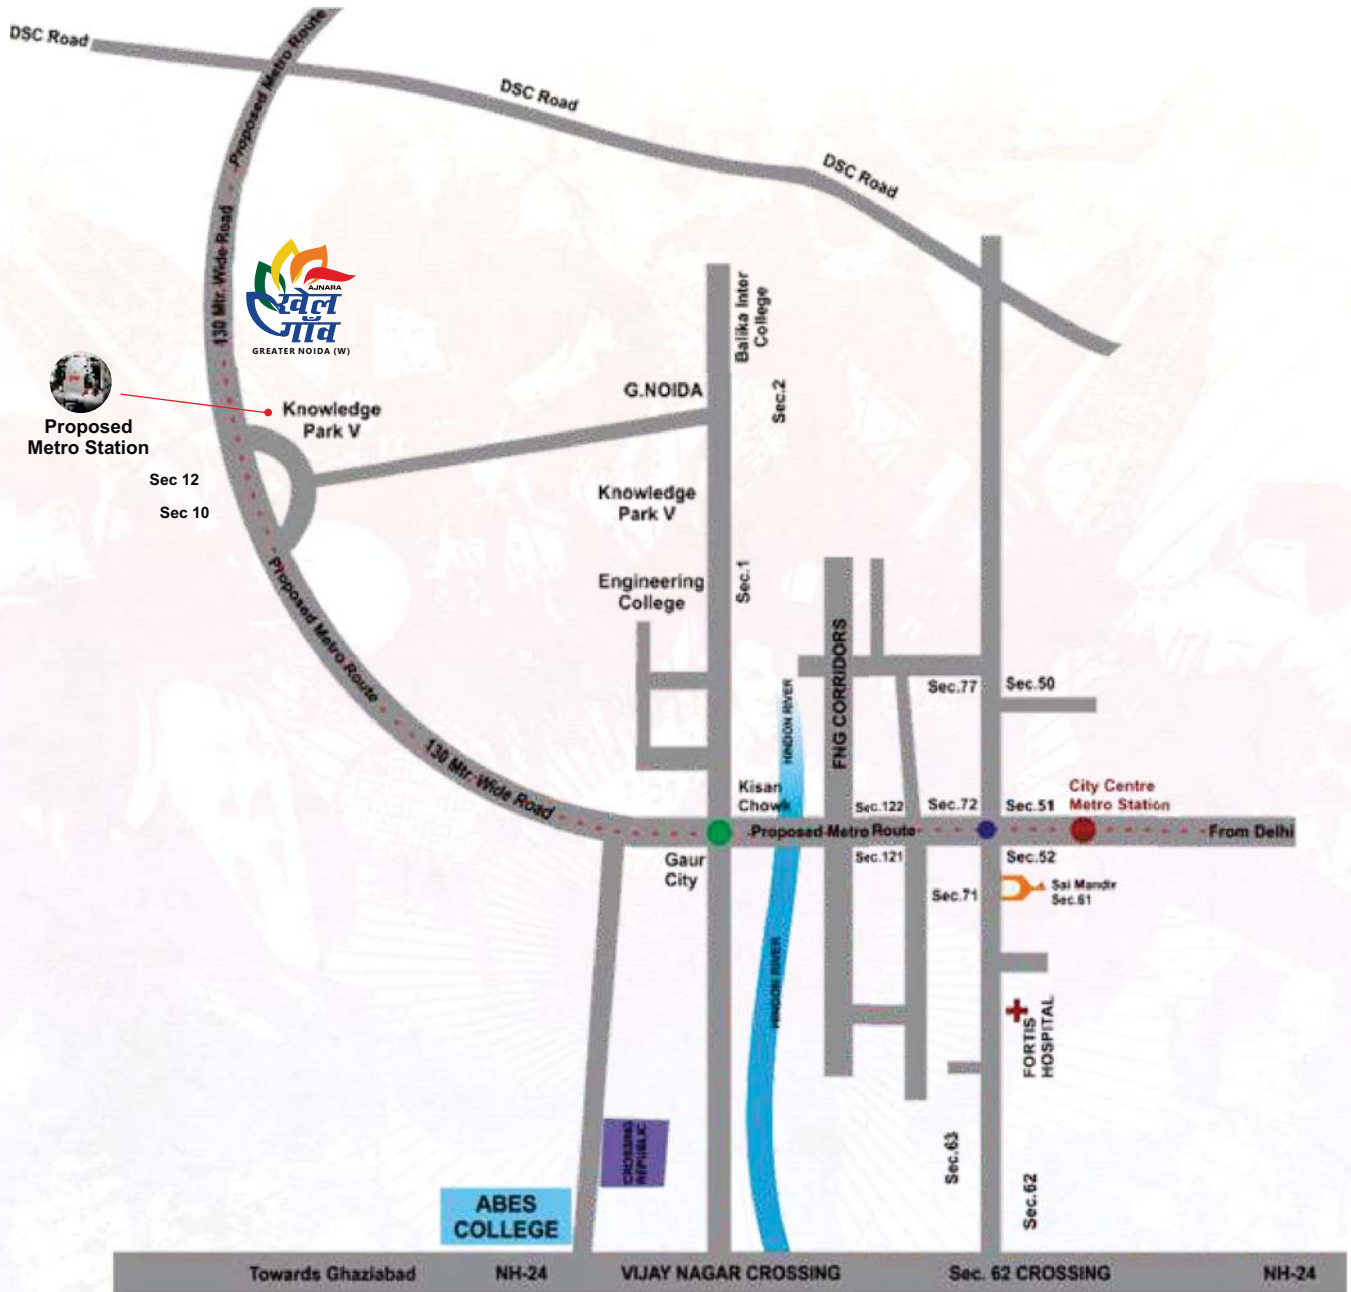 Proposed Metro Route
DSC Road
DSC Road
DSC Road
130 Mtr. Wide Road
AJNARA
खेल
गाँव
GREATER NOIDA (W)
Balika Inter
College
G.NOIDA
Sec.2
Proposed
Metro Station
Knowledge
Park V
Sec 12
Sec 10
Knowledge
Park V
Engineering
College
Sec.1
Proposed Metro Route
130 Mtr. Wide Road
HINDON RIVER
FNG CORRIDORS
Sec.77
Sec.50
Kisan
Chowk
Sec.122
Sec.72
Sec.51
City Centre
Metro Station
Proposed Metro Route
From Delhi
Gaur
City
Sec.121
Sec.52
Sec.71
Sai Mandir
Sec.61
HINDON RIVER
FORTIS
HOSPITAL
CROSSING
REPUBLIC
Sec.63
Sec.62
ABES
COLLEGE
Towards Ghaziabad
NH-24
VIJAY NAGAR CROSSING
Sec. 62 CROSSING
NH-24